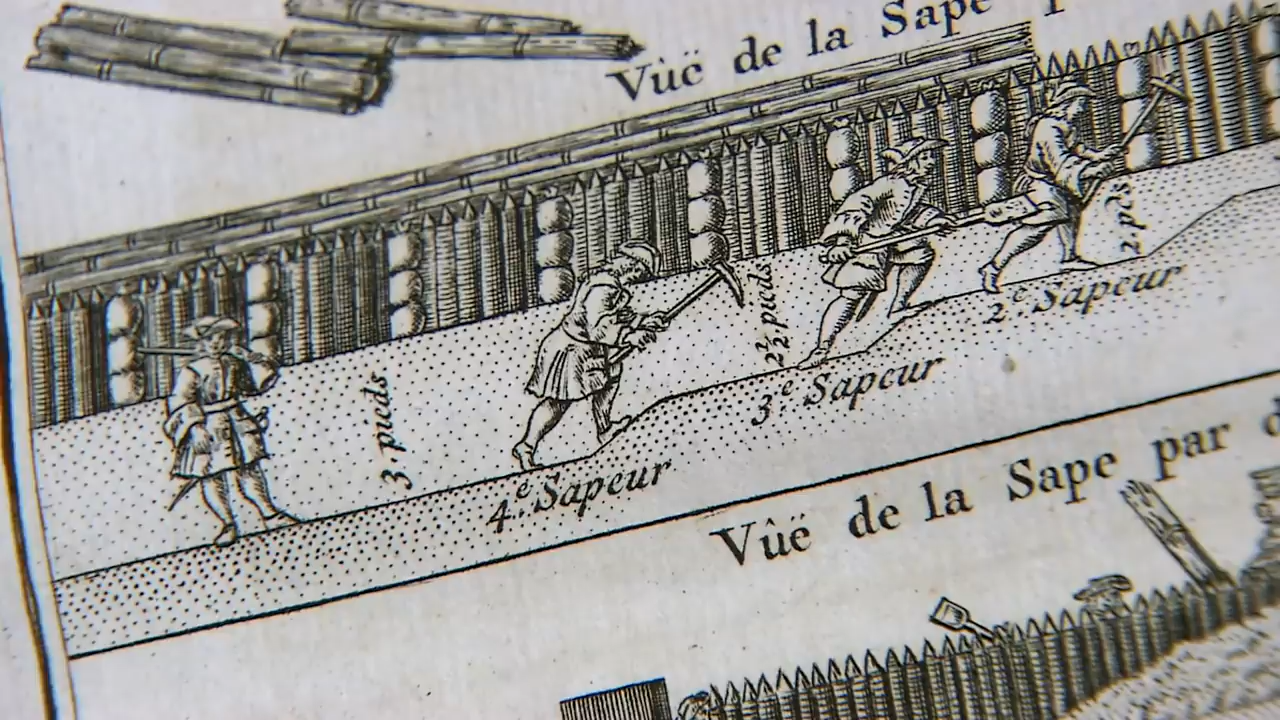 Vûë de la Sape
2 pds
2.e Sapeur
2½ pieds
3.e Sapeur
3 pieds
4.e Sapeur
Vûë de la Sape par